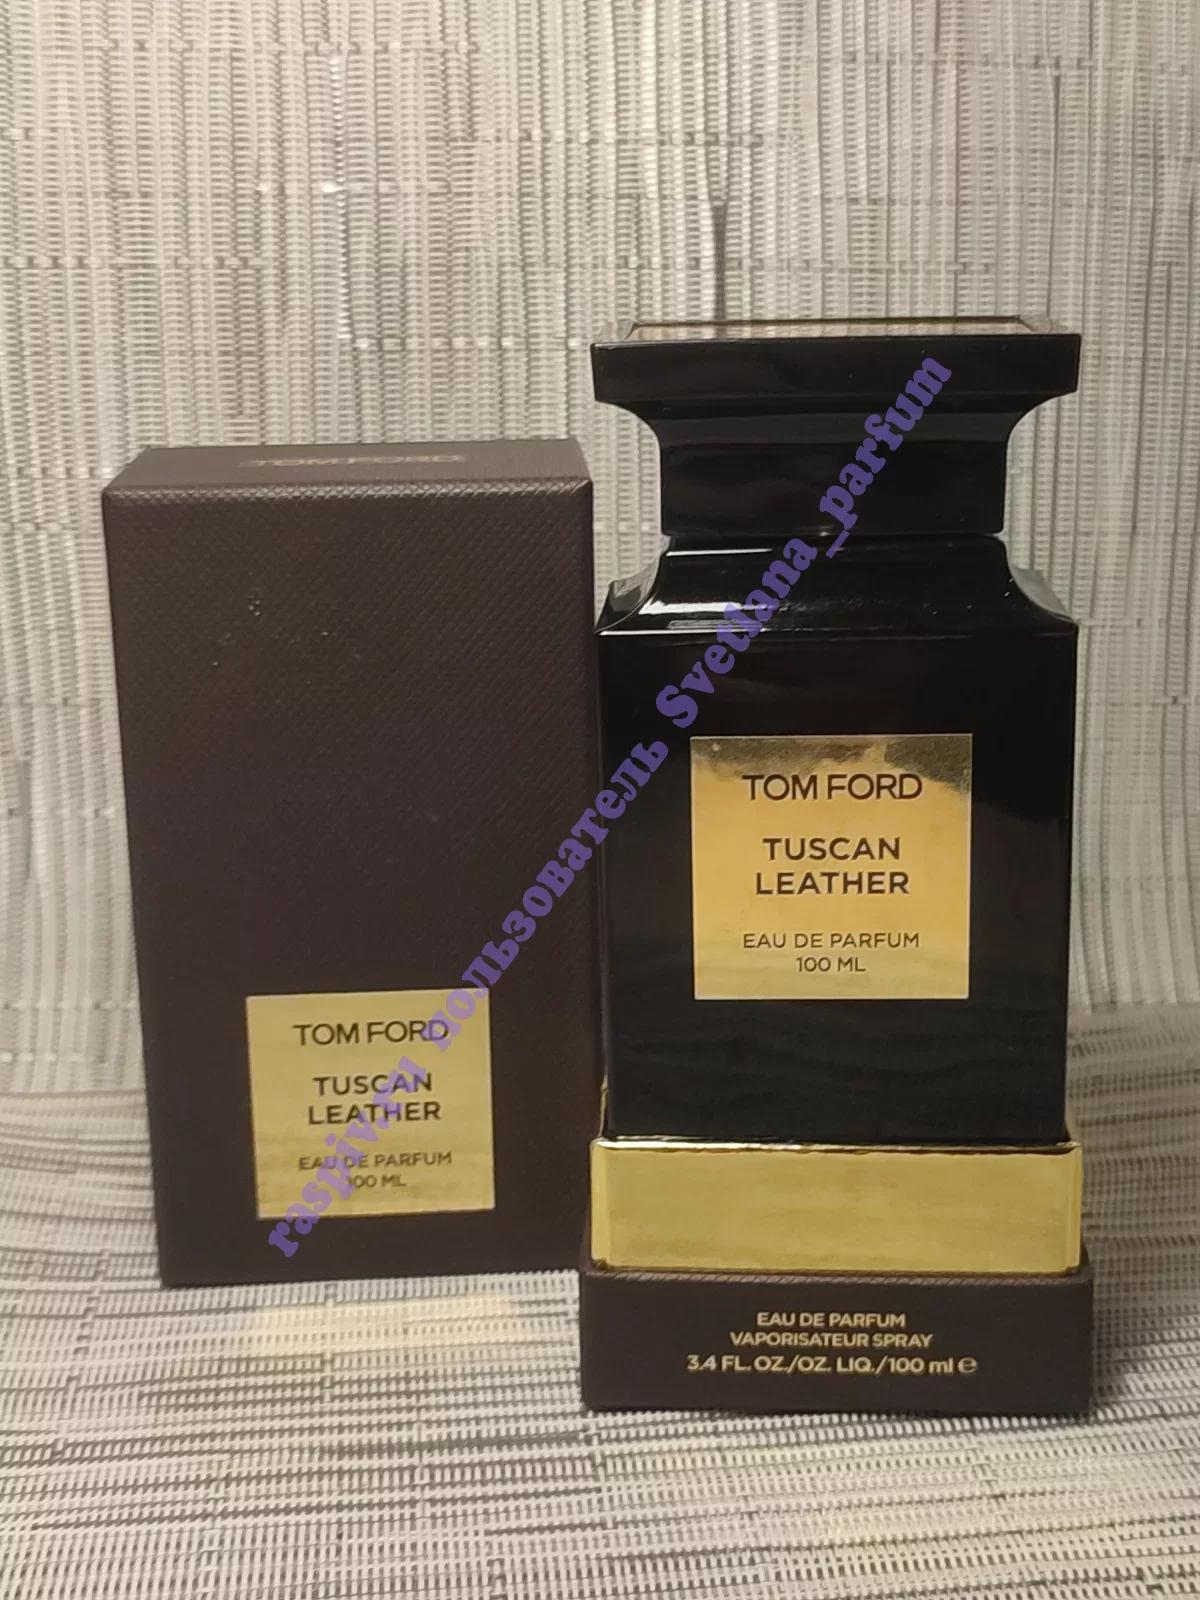 TOM FORD
TOM FORD
TUSCAN
LEATHER
EAU DE PARFUM
100 ML
TOM FORD
TUSCAN
LEATHER
EAU DE PARFUM
100 ML
EAU DE PARFUM
VAPORISATEUR SPRAY
3.4 FL. OZ./OZ. LIQ./100 ml ℮
raspiv.ru пользователь Svetlana_parfum